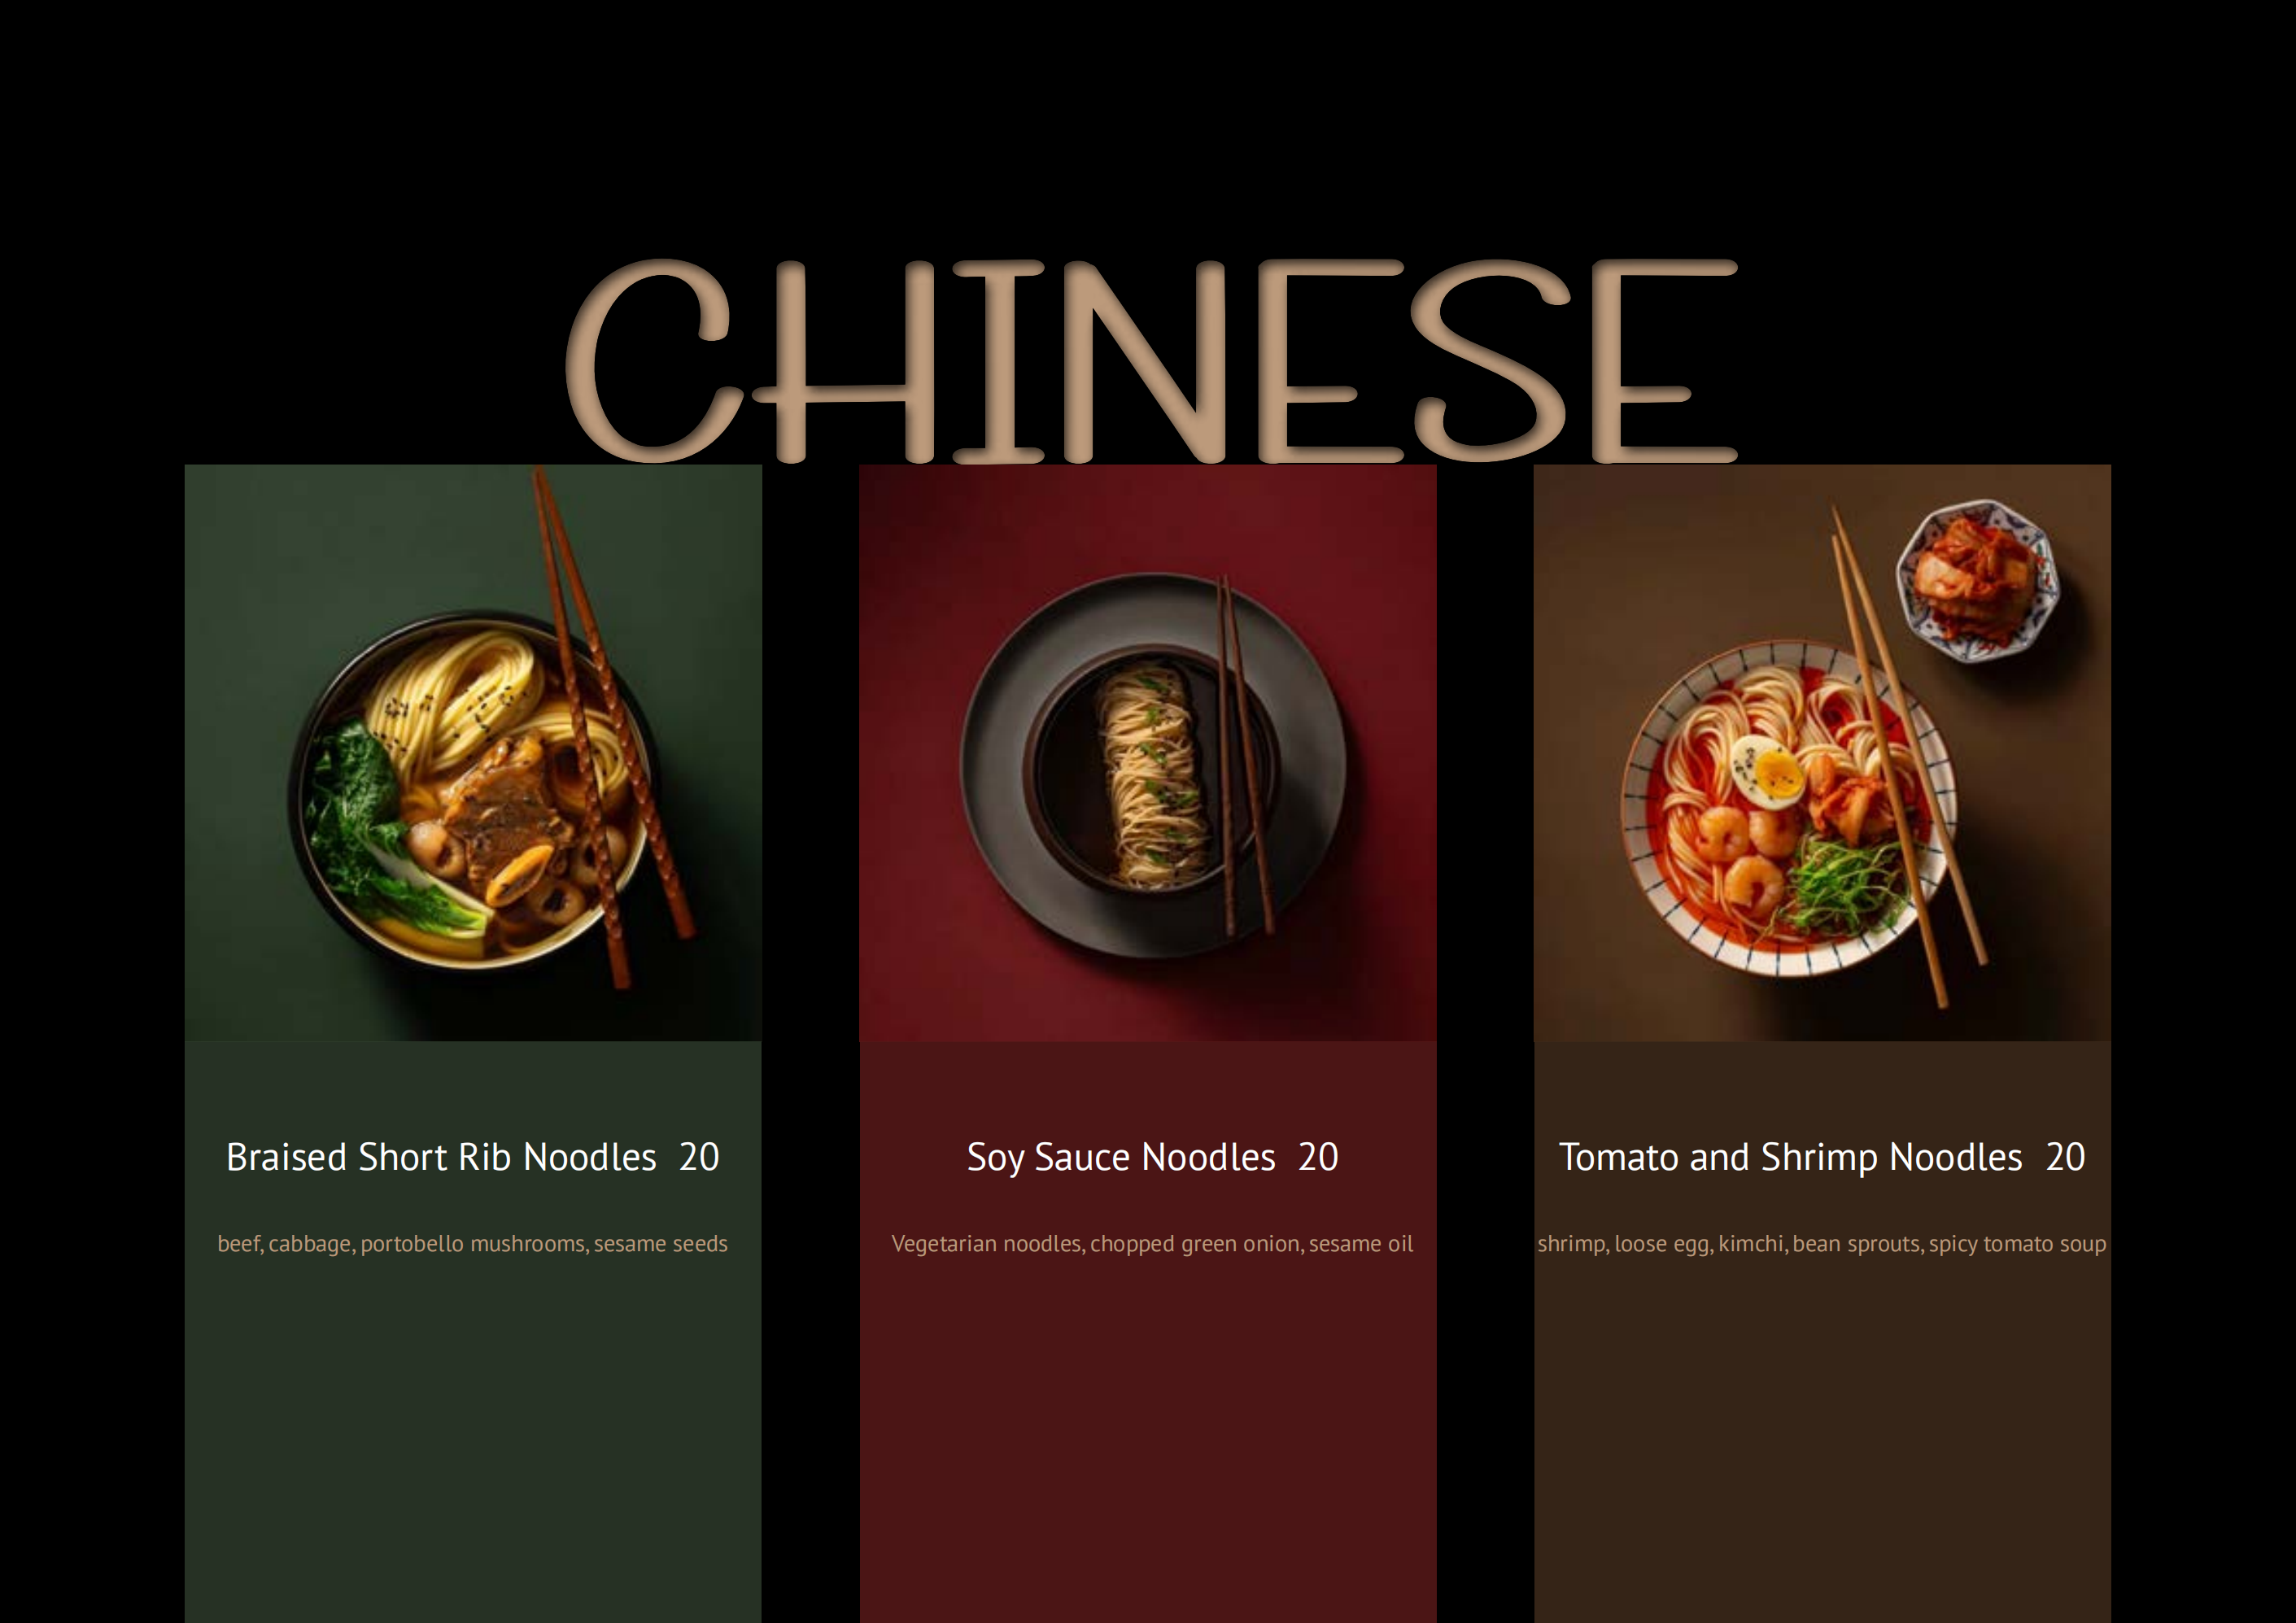 CHINESE
Braised Short Rib Noodles  20
beef, cabbage, portobello mushrooms, sesame seeds
Soy Sauce Noodles  20
Vegetarian noodles, chopped green onion, sesame oil
Tomato and Shrimp Noodles  20
shrimp, loose egg, kimchi, bean sprouts, spicy tomato soup